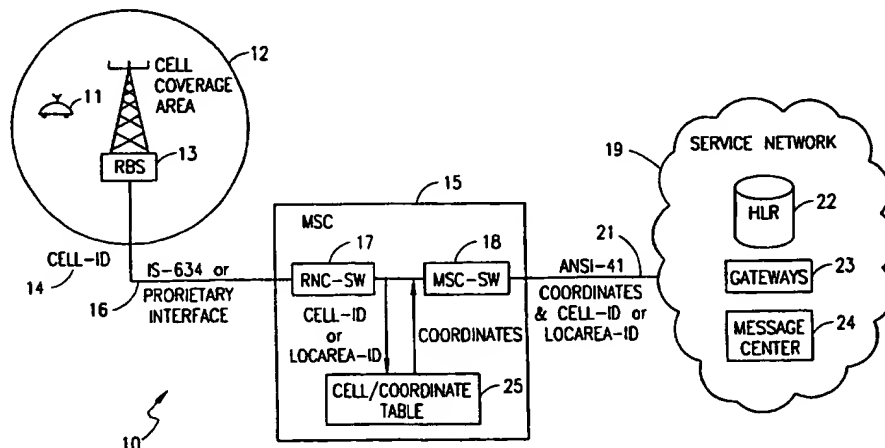 12
CELL
COVERAGE
AREA
11
RBS
13
CELL-ID
14
16
IS-634 or
PRORIETARY
INTERFACE
15
MSC
17
18
RNC-SW
MSC-SW
CELL-ID
or
LOCAREA-ID
COORDINATES
CELL/COORDINATE
TABLE
25
21
ANSI-41
COORDINATES
& CELL-ID or
LOCAREA-ID
19
SERVICE NETWORK
HLR
22
GATEWAYS
23
MESSAGE
CENTER
24
10